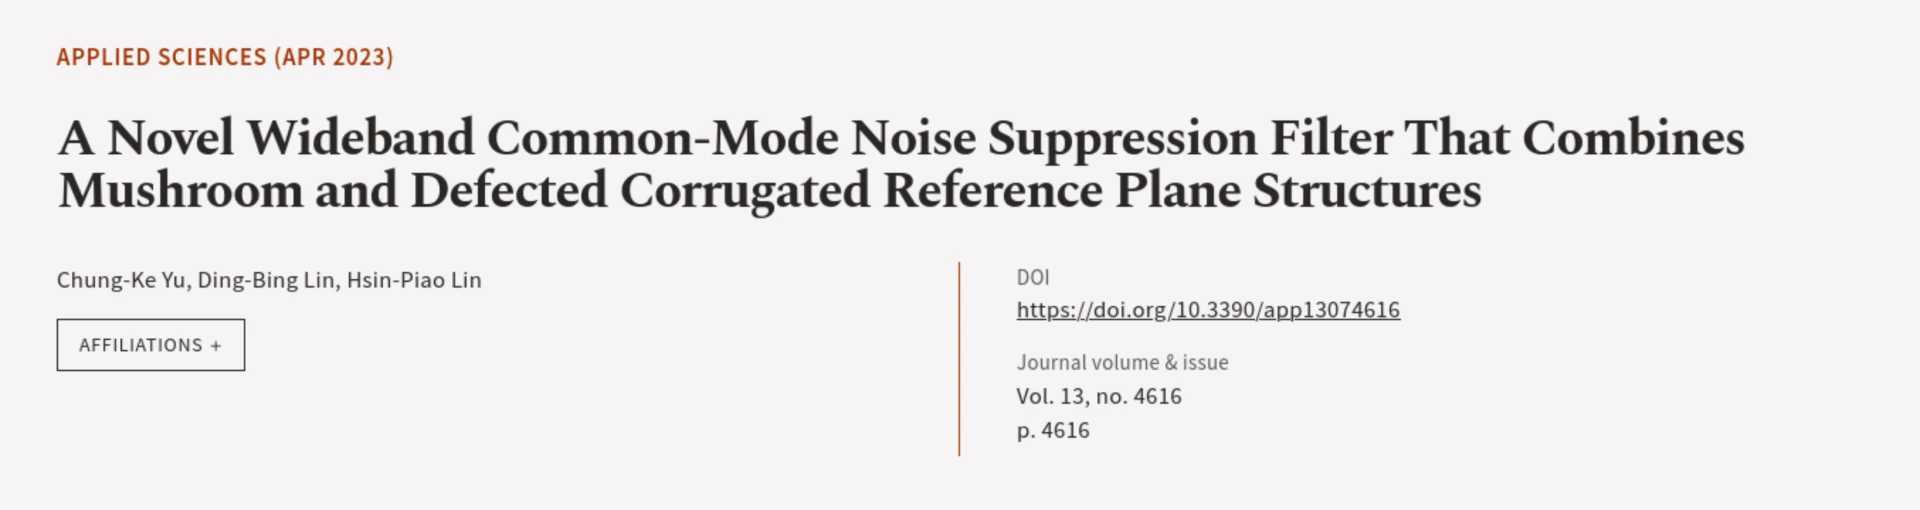 APPLIED SCIENCES (APR 2023)
A Novel Wideband Common-Mode Noise Suppression Filter That Combines
Mushroom and Defected Corrugated Reference Plane Structures
Chung-Ke Yu, Ding-Bing Lin, Hsin-Piao Lin
AFFILIATIONS +
DOI
https://doi.org/10.3390/app13074616
Journal volume & issue
Vol. 13, no. 4616
p. 4616